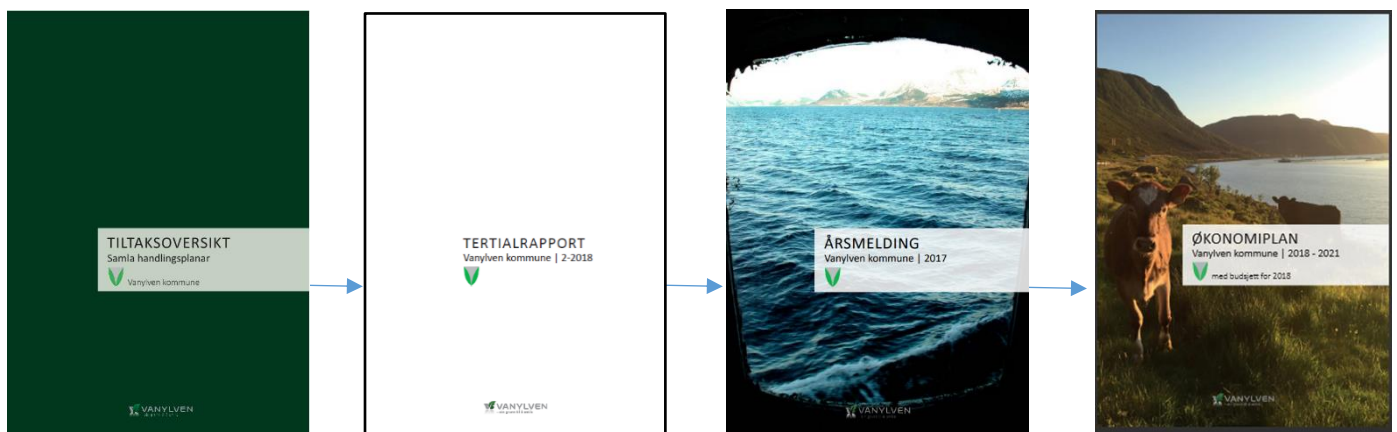 TILTAKSOVERSIKT
Samla handlingsplanar
Vanylven kommune
VANYLVEN
TERTIALRAPPORT
Vanylven kommune | 2-2018
VANYLVEN
ÅRSMELDING
Vanylven kommune | 2017
VANYLVEN
ØKONOMIPLAN
Vanylven kommune | 2018 - 2021
med budsjett for 2018
VANYLVEN